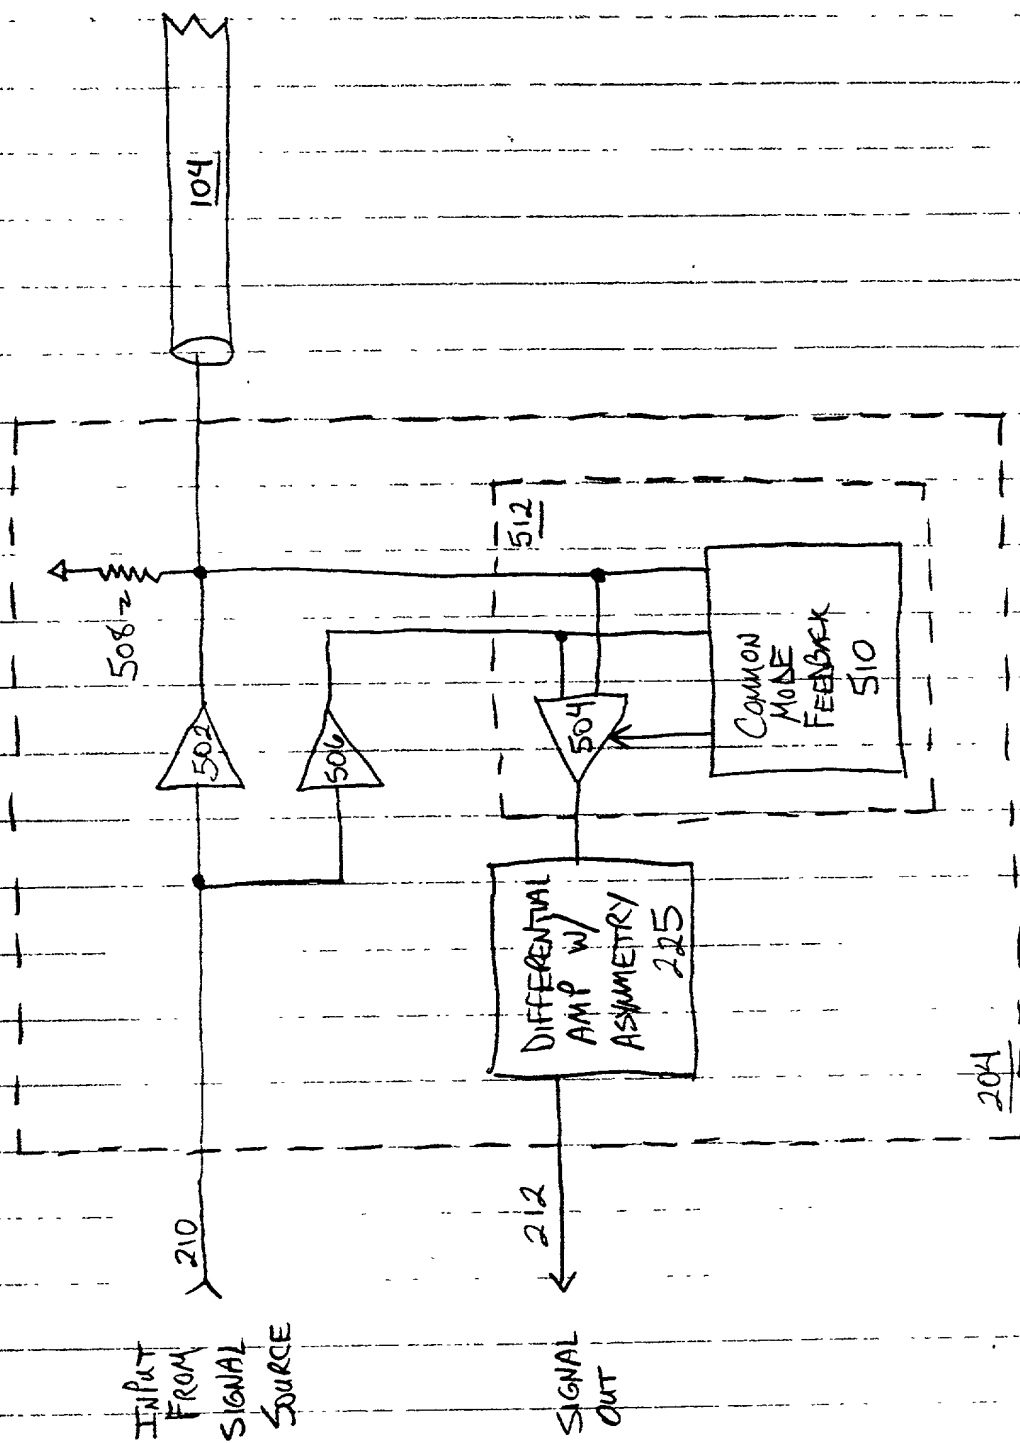 INPUT
FROM
SIGNAL
SOURCE
210
502
508
104
506
SIGNAL
OUT
212
DIFFERENTIAL
AMP W/
ASYMMETRY
225
504
512
COMMON
MODE
FEEDBACK
510
204